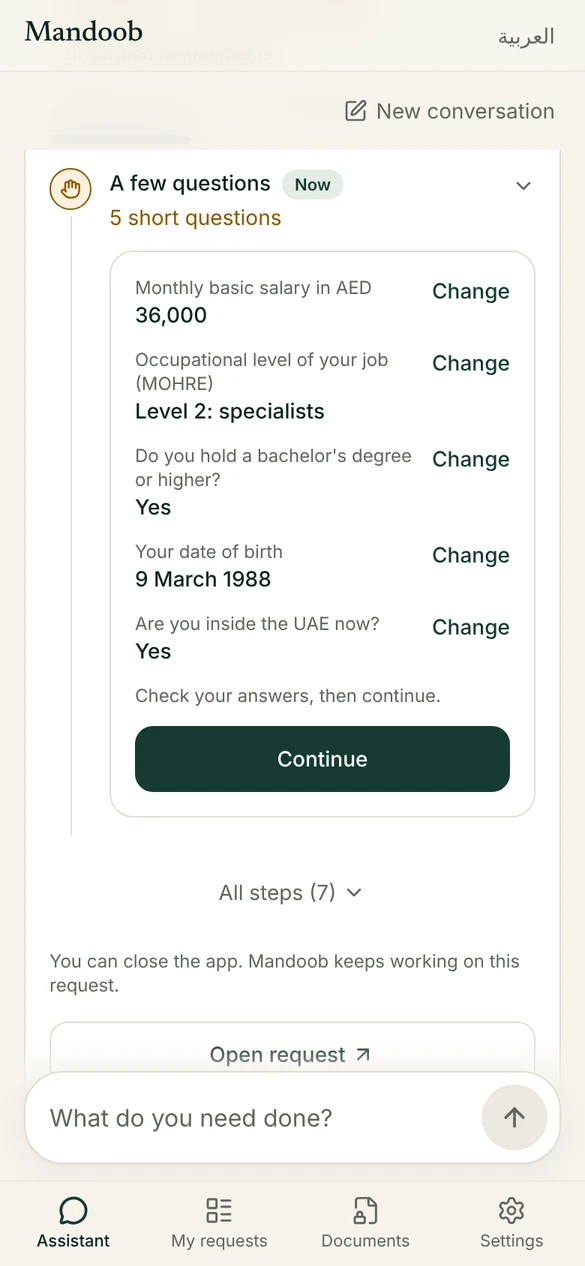 Mandoob
العربية
New conversation
A few questions
Now
5 short questions
Monthly basic salary in AED
Change
36,000
Occupational level of your job
(MOHRE)
Change
Level 2: specialists
Do you hold a bachelor's degree
or higher?
Change
Yes
Your date of birth
Change
9 March 1988
Are you inside the UAE now?
Change
Yes
Check your answers, then continue.
Continue
All steps (7)
You can close the app. Mandoob keeps working on this
request.
Open request
What do you need done?
Assistant
My requests
Documents
Settings